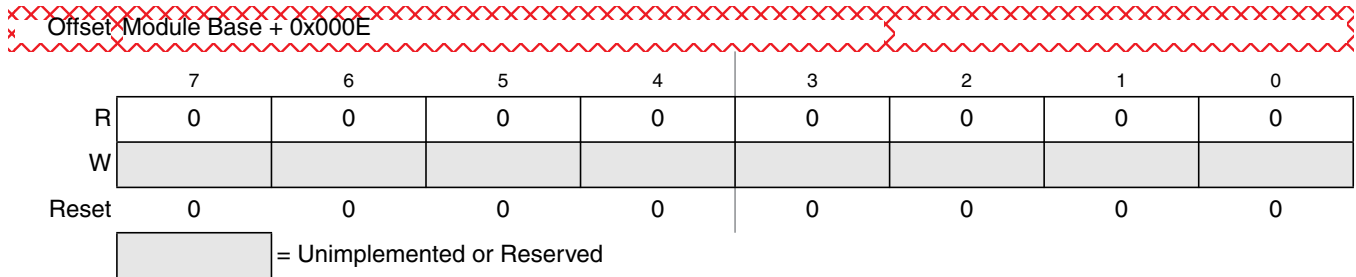 Offset Module Base + 0x000E
7 6 5 4 3 2 1 0
R 0 0 0 0 0 0 0 0
W
Reset 0 0 0 0 0 0 0 0
= Unimplemented or Reserved